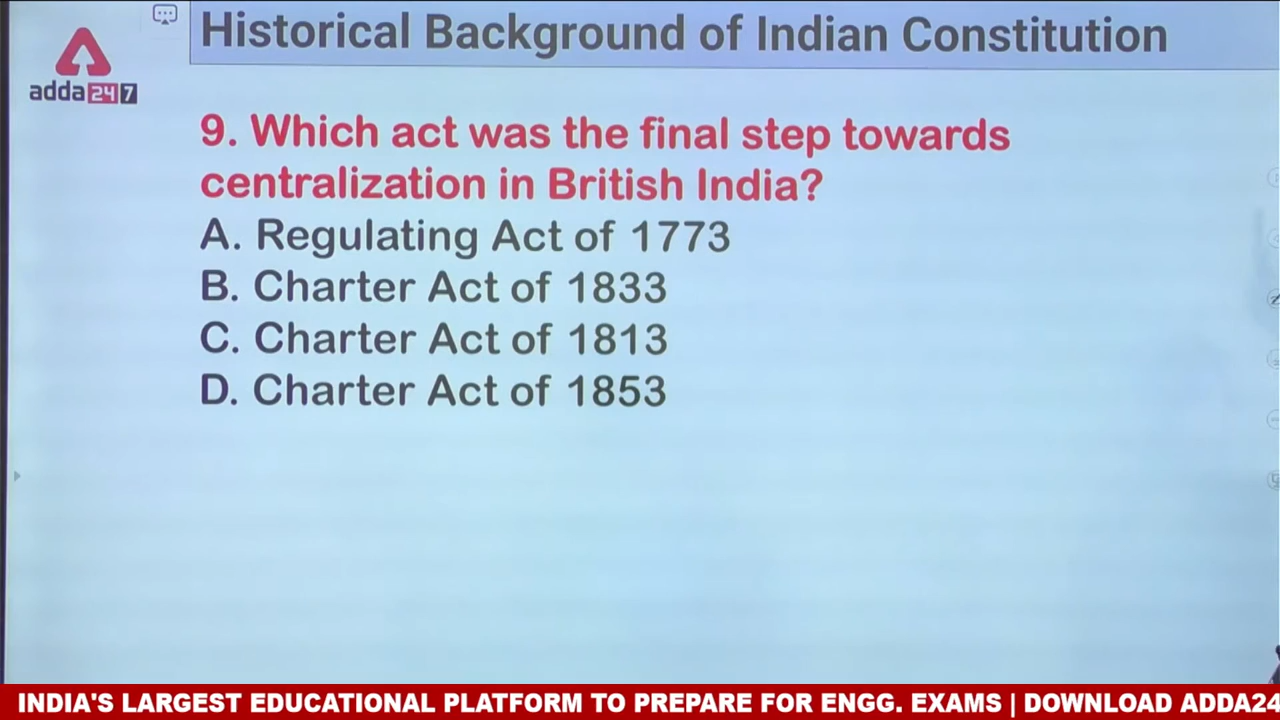 Historical Background of Indian Constitution
adda247
9. Which act was the final step towards
centralization in British India?
A. Regulating Act of 1773
B. Charter Act of 1833
C. Charter Act of 1813
D. Charter Act of 1853
INDIA'S LARGEST EDUCATIONAL PLATFORM TO PREPARE FOR ENGG. EXAMS | DOWNLOAD ADDA24